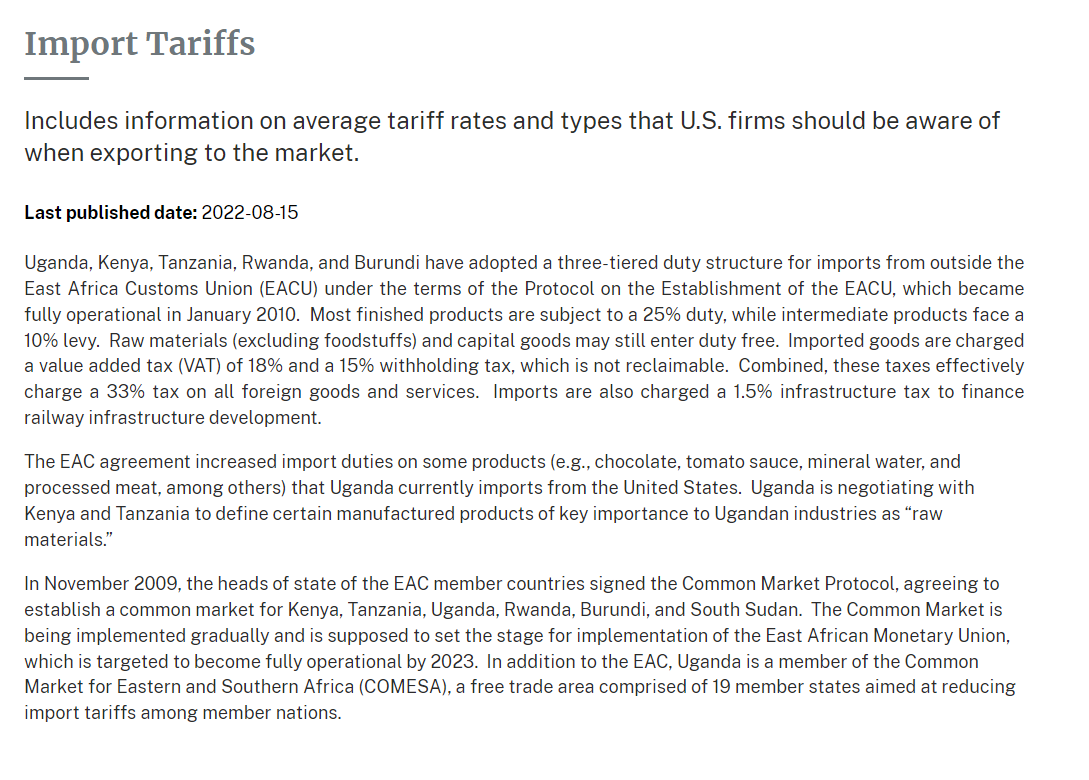 Import Tariffs
Includes information on average tariff rates and types that U.S. firms should be aware of
when exporting to the market.
Last published date: 2022-08-15
Uganda, Kenya, Tanzania, Rwanda, and Burundi have adopted a three-tiered duty structure for imports from outside the
East Africa Customs Union (EACU) under the terms of the Protocol on the Establishment of the EACU, which became
fully operational in January 2010.  Most finished products are subject to a 25% duty, while intermediate products face a
10% levy.  Raw materials (excluding foodstuffs) and capital goods may still enter duty free.  Imported goods are charged
a value added tax (VAT) of 18% and a 15% withholding tax, which is not reclaimable.  Combined, these taxes effectively
charge a 33% tax on all foreign goods and services.  Imports are also charged a 1.5% infrastructure tax to finance
railway infrastructure development.
The EAC agreement increased import duties on some products (e.g., chocolate, tomato sauce, mineral water, and
processed meat, among others) that Uganda currently imports from the United States.  Uganda is negotiating with
Kenya and Tanzania to define certain manufactured products of key importance to Ugandan industries as “raw
materials.”
In November 2009, the heads of state of the EAC member countries signed the Common Market Protocol, agreeing to
establish a common market for Kenya, Tanzania, Uganda, Rwanda, Burundi, and South Sudan.  The Common Market is
being implemented gradually and is supposed to set the stage for implementation of the East African Monetary Union,
which is targeted to become fully operational by 2023.  In addition to the EAC, Uganda is a member of the Common
Market for Eastern and Southern Africa (COMESA), a free trade area comprised of 19 member states aimed at reducing
import tariffs among member nations.